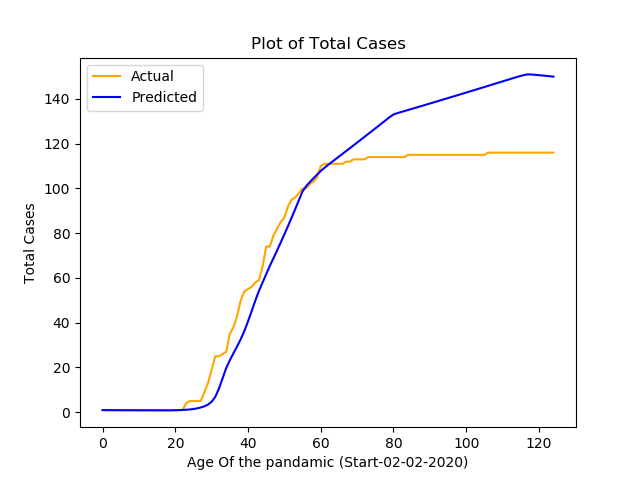 Plot of Total Cases
Actual
Predicted
140
120
100
80
60
40
20
0
Total Cases
0 20 40 60 80 100 120
Age Of the pandamic (Start-02-02-2020)